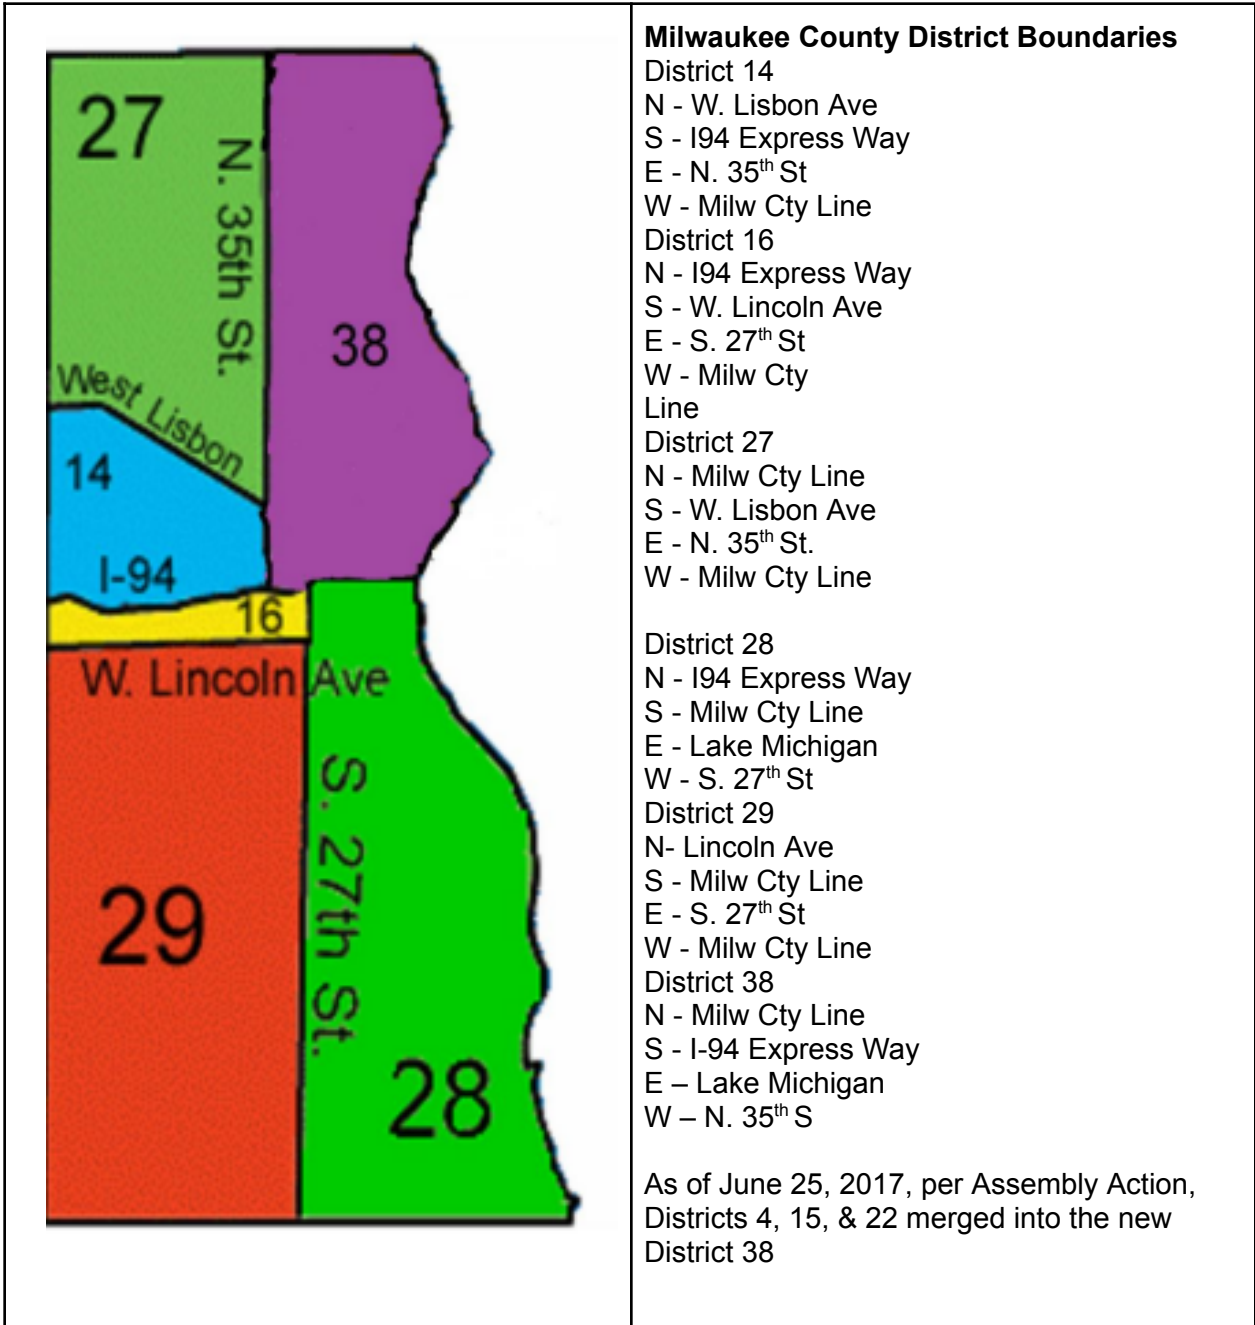 27
N. 35th St.
38
West Lisbon
14
I-94
16
W. Lincoln Ave
S. 27th St.
29
28
Milwaukee County District Boundaries
District 14
N - W. Lisbon Ave
S - I94 Express Way
E - N. 35th St
W - Milw Cty Line
District 16
N - I94 Express Way
S - W. Lincoln Ave
E - S. 27th St
W - Milw Cty
Line
District 27
N - Milw Cty Line
S - W. Lisbon Ave
E - N. 35th St.
W - Milw Cty Line
District 28
N - I94 Express Way
S - Milw Cty Line
E - Lake Michigan
W - S. 27th St
District 29
N- Lincoln Ave
S - Milw Cty Line
E - S. 27th St
W - Milw Cty Line
District 38
N - Milw Cty Line
S - I-94 Express Way
E – Lake Michigan
W – N. 35th S
As of June 25, 2017, per Assembly Action,
Districts 4, 15, & 22 merged into the new
District 38